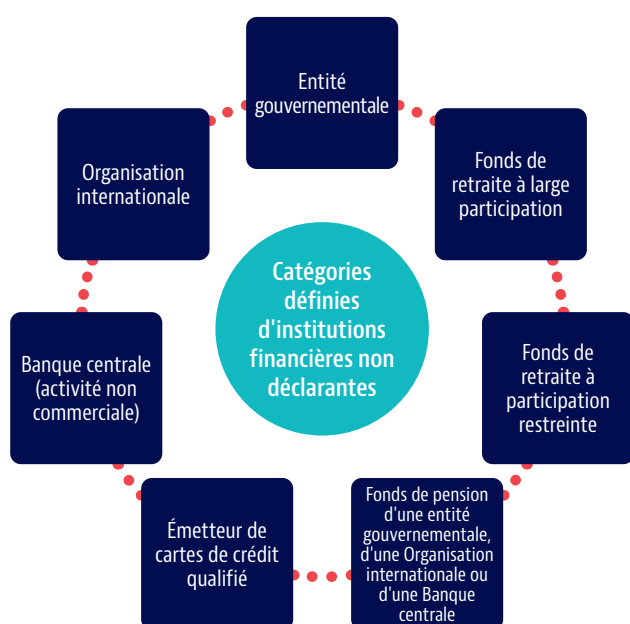 Entité
gouvernementale
Fonds de
retraite à large
participation
Fonds de
retraite à
participation
restreinte
Fonds de pension
d'une entité
gouvernementale,
d'une Organisation
internationale ou
d'une Banque
centrale
Émetteur de
cartes de crédit
qualifié
Banque centrale
(activité non
commerciale)
Organisation
internationale
Catégories
définies
d'institutions
financières non
déclarantes